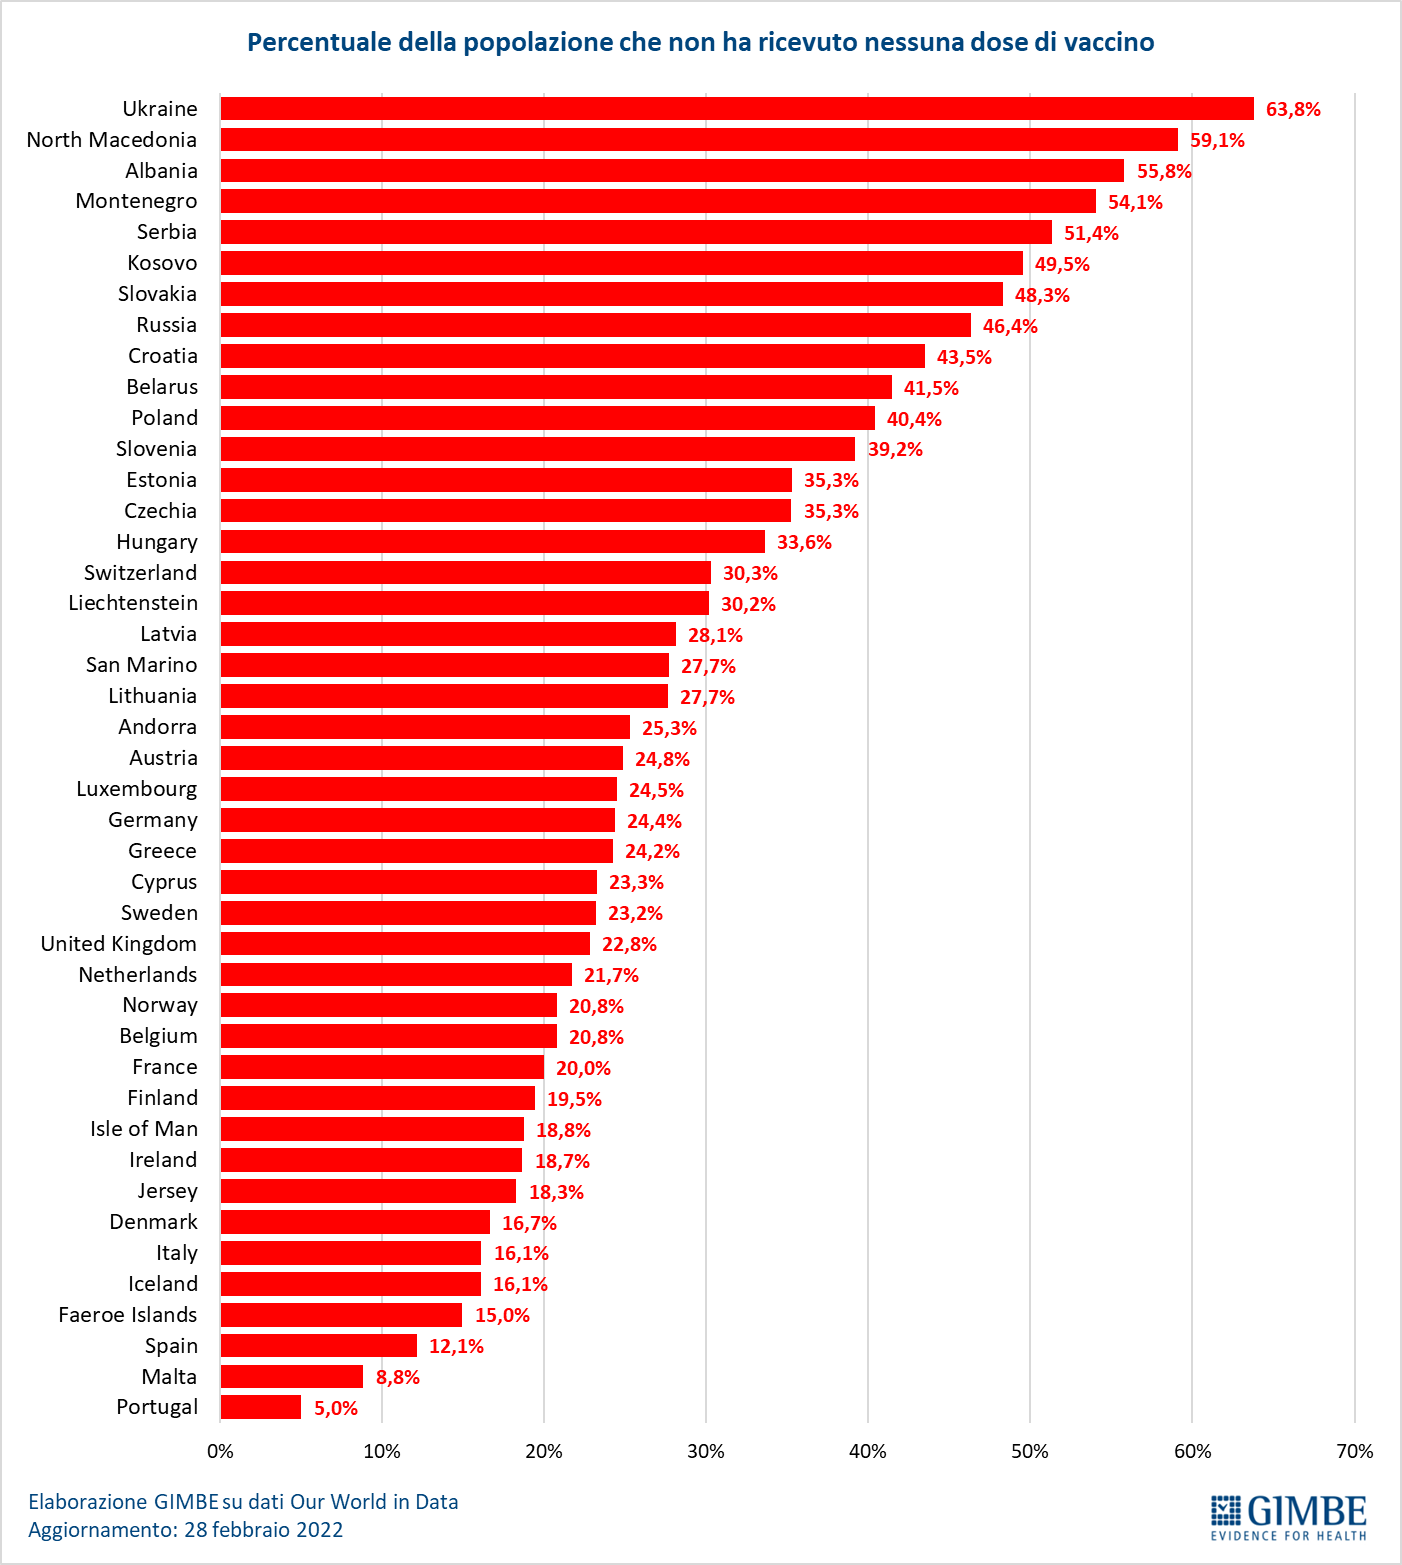 Percentuale della popolazione che non ha ricevuto nessuna dose di vaccino
Ukraine 63,8%
North Macedonia 59,1%
Albania 55,8%
Montenegro 54,1%
Serbia 51,4%
Kosovo 49,5%
Slovakia 48,3%
Russia 46,4%
Croatia 43,5%
Belarus 41,5%
Poland 40,4%
Slovenia 39,2%
Estonia 35,3%
Czechia 35,3%
Hungary 33,6%
Switzerland 30,3%
Liechtenstein 30,2%
Latvia 28,1%
San Marino 27,7%
Lithuania 27,7%
Andorra 25,3%
Austria 24,8%
Luxembourg 24,5%
Germany 24,4%
Greece 24,2%
Cyprus 23,3%
Sweden 23,2%
United Kingdom 22,8%
Netherlands 21,7%
Norway 20,8%
Belgium 20,8%
France 20,0%
Finland 19,5%
Isle of Man 18,8%
Ireland 18,7%
Jersey 18,3%
Denmark 16,7%
Italy 16,1%
Iceland 16,1%
Faeroe Islands 15,0%
Spain 12,1%
Malta 8,8%
Portugal 5,0%
0% 10% 20% 30% 40% 50% 60% 70%
Elaborazione GIMBE su dati Our World in Data
Aggiornamento: 28 febbraio 2022
GIMBE
EVIDENCE FOR HEALTH